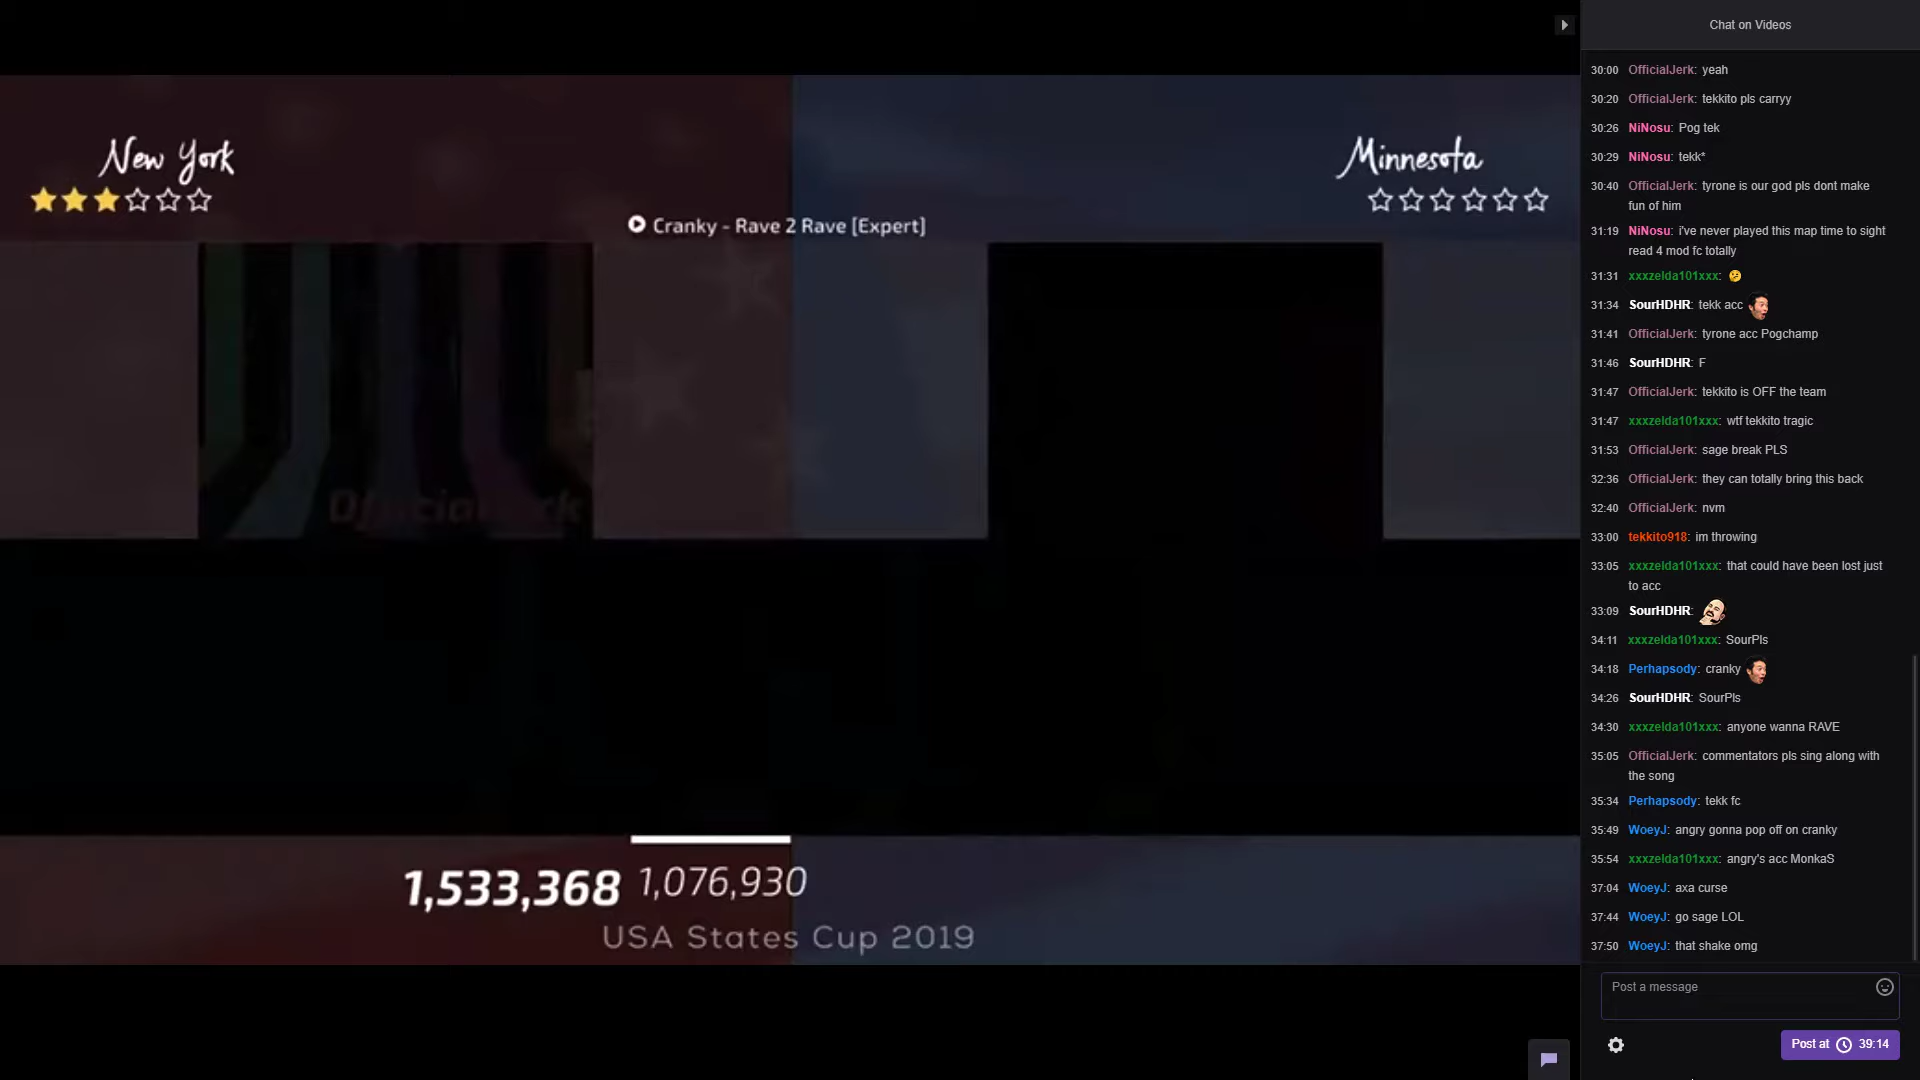 New York
Minnesota
Cranky - Rave 2 Rave [Expert]
OfficialJerk
1,533,368 1,076,930
USA States Cup 2019
Chat on Videos
30:00 OfficialJerk: yeah
30:20 OfficialJerk: tekkito pls carryy
30:26 NiNosu: Pog tek
30:29 NiNosu: tekk*
30:40 OfficialJerk: tyrone is our god pls dont make
fun of him
31:19 NiNosu: i've never played this map time to sight
read 4 mod fc totally
31:31 xxxzelda101xxx:
31:34 SourHDHR: tekk acc
31:41 OfficialJerk: tyrone acc Pogchamp
31:46 SourHDHR: F
31:47 OfficialJerk: tekkito is OFF the team
31:47 xxxzelda101xxx: wtf tekkito tragic
31:53 OfficialJerk: sage break PLS
32:36 OfficialJerk: they can totally bring this back
32:40 OfficialJerk: nvm
33:00 tekkito918: im throwing
33:05 xxxzelda101xxx: that could have been lost just
to acc
33:09 SourHDHR:
34:11 xxxzelda101xxx: SourPls
34:18 Perhapsody: cranky
34:26 SourHDHR: SourPls
34:30 xxxzelda101xxx: anyone wanna RAVE
35:05 OfficialJerk: commentators pls sing along with
the song
35:34 Perhapsody: tekk fc
35:49 WoeyJ: angry gonna pop off on cranky
35:54 xxxzelda101xxx: angry's acc MonkaS
37:04 WoeyJ: axa curse
37:44 WoeyJ: go sage LOL
37:50 WoeyJ: that shake omg
Post a message
Post at 39:14